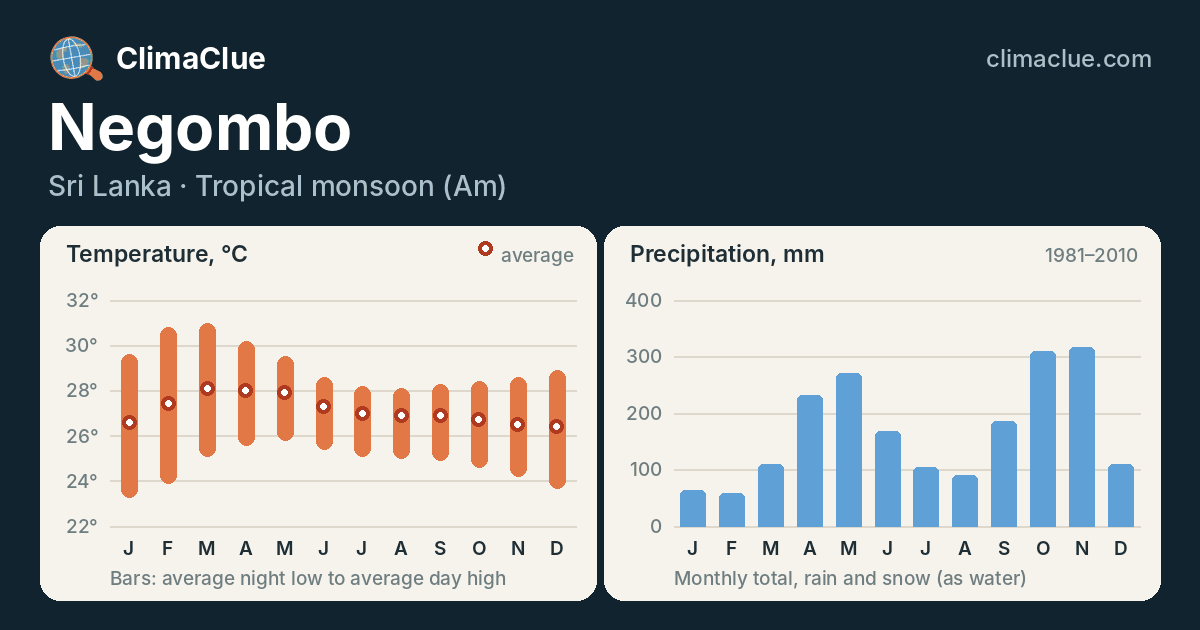 ClimaClue
climaclue.com
Negombo
Sri Lanka · Tropical monsoon (Am)
Temperature, °C
average
32°
30°
28°
26°
24°
22°
J F M A M J J A S O N D
Bars: average night low to average day high
Precipitation, mm
1981–2010
400
300
200
100
0
J F M A M J J A S O N D
Monthly total, rain and snow (as water)